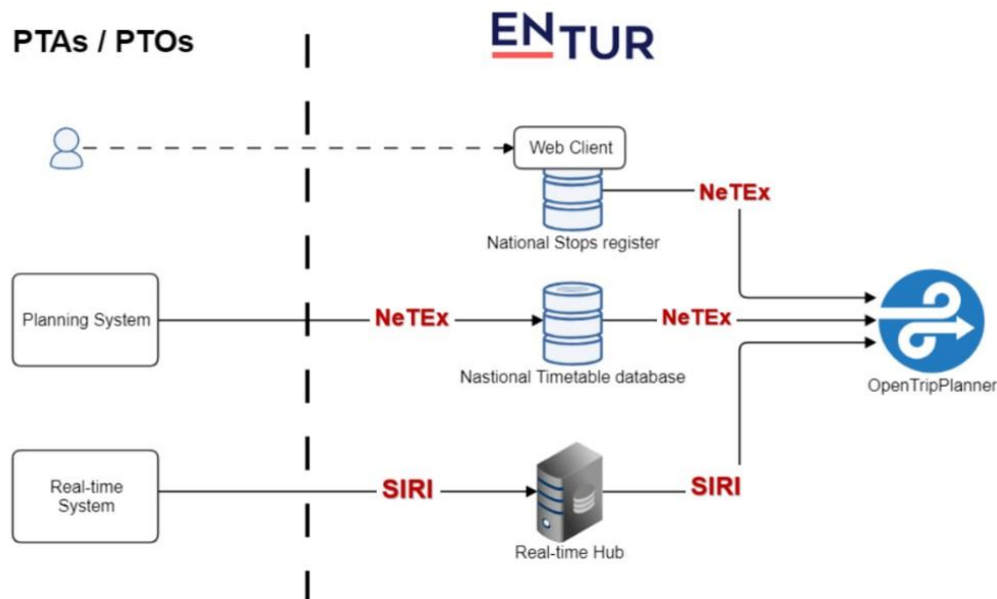 PTAs / PTOs
ENTUR
Web Client
NeTEx
National Stops register
Planning System
NeTEx
NeTEx
Nastional Timetable database
OpenTripPlanner
Real-time
System
SIRI
SIRI
Real-time Hub